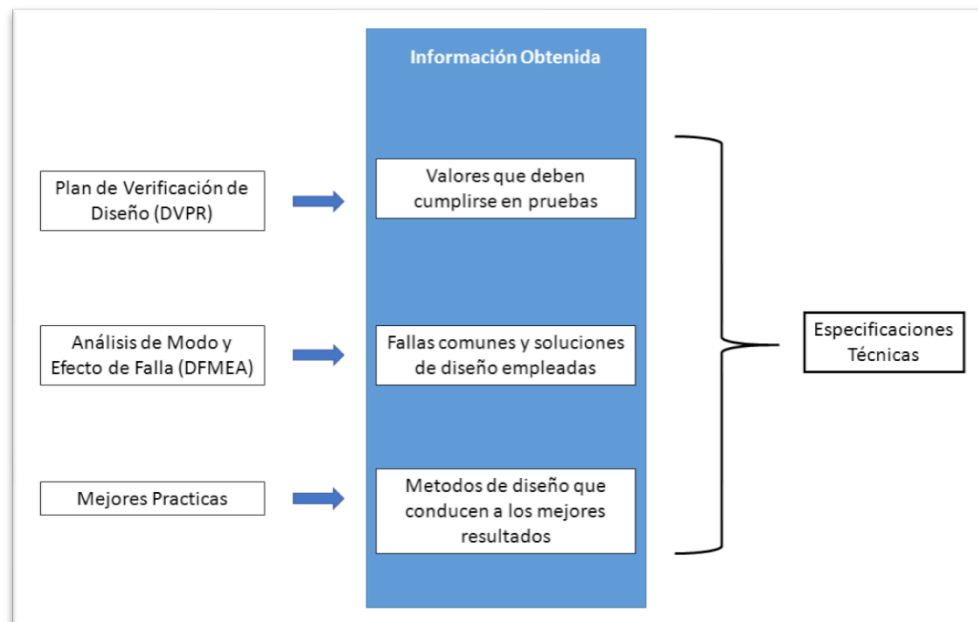 Información Obtenida
Plan de Verificación de
Diseño (DVPR)
Valores que deben
cumplirse en pruebas
Análisis de Modo y
Efecto de Falla (DFMEA)
Fallas comunes y soluciones
de diseño empleadas
Mejores Practicas
Metodos de diseño que
conducen a los mejores
resultados
Especificaciones
Técnicas